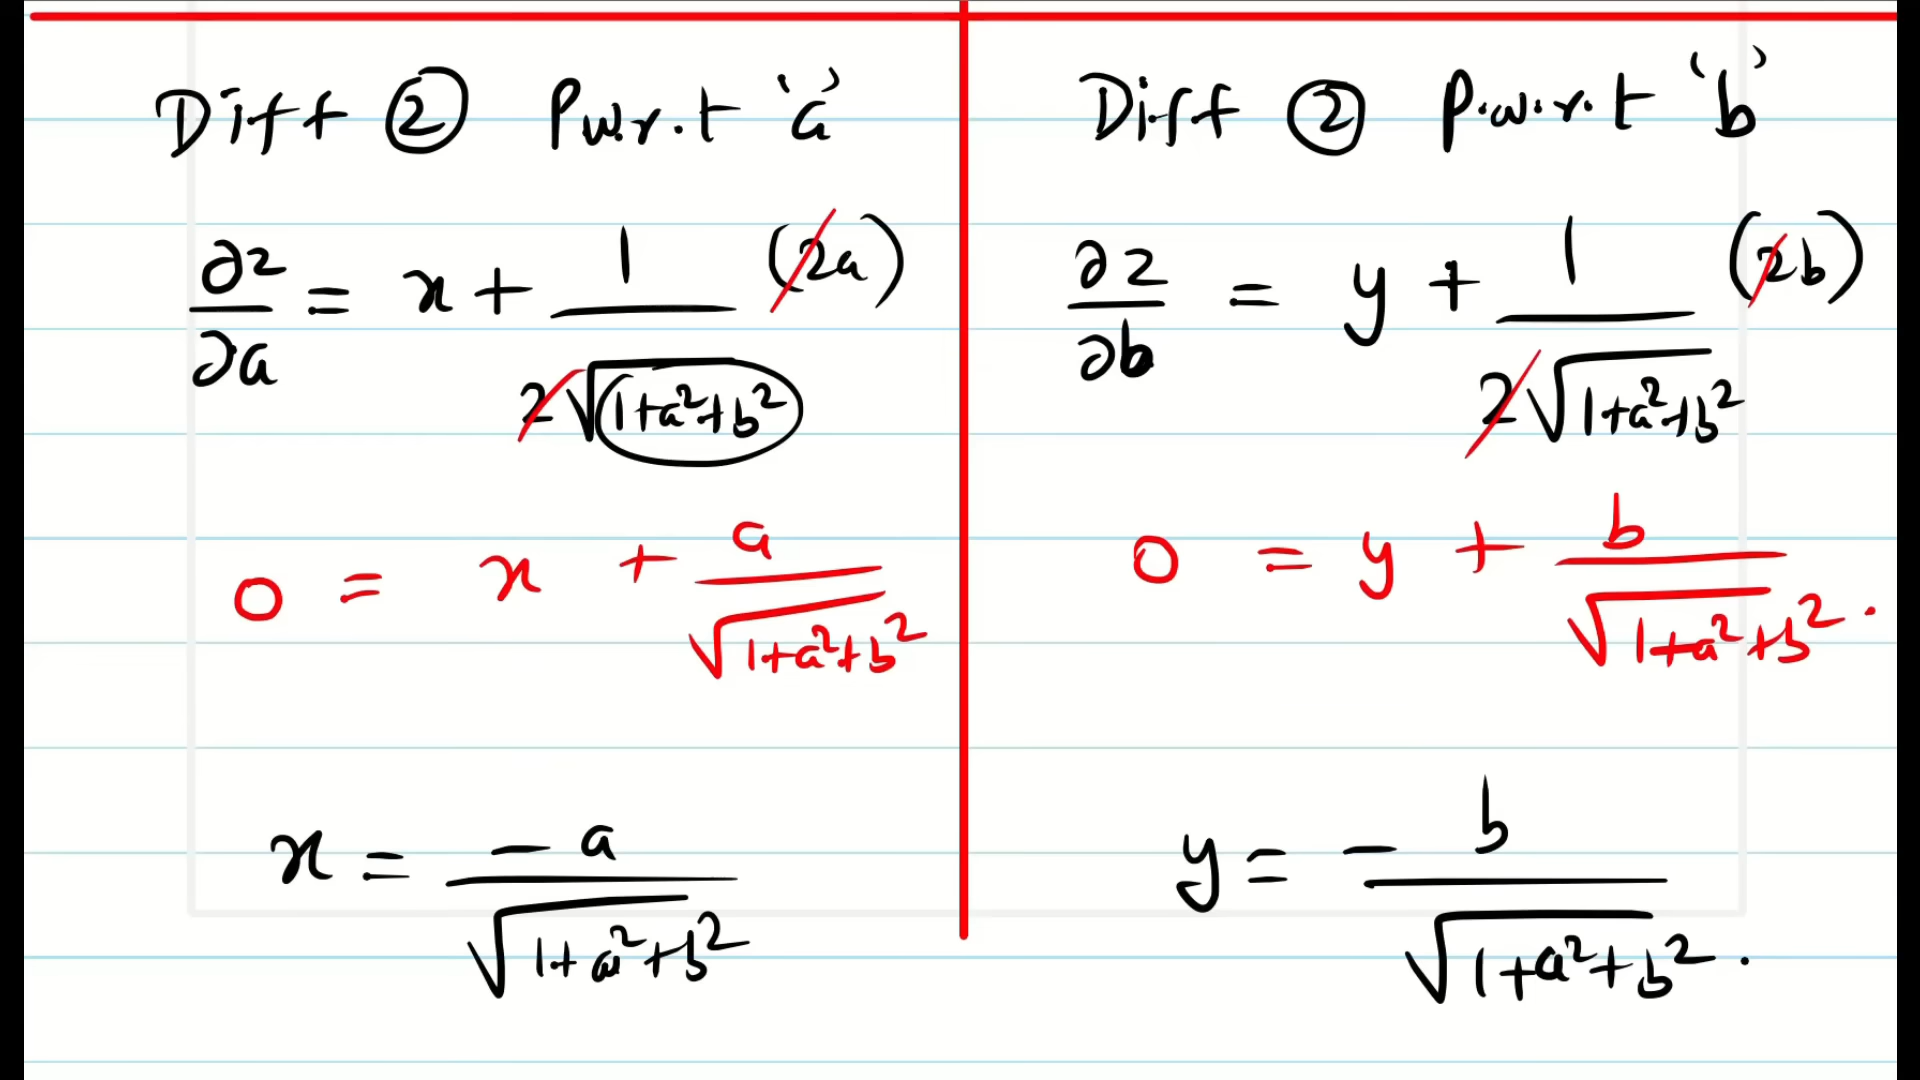 Diff ② P.w.r.t 'a'
∂z/∂a = x + 1/(2√(1+a²+b²)) (2a)
0 = x + a/√(1+a²+b²)
x = -a/√(1+a²+b²)
Diff ② P.w.r.t 'b'
∂z/∂b = y + 1/(2√(1+a²+b²)) (2b)
0 = y + b/√(1+a²+b²).
y = - b/√(1+a²+b²).